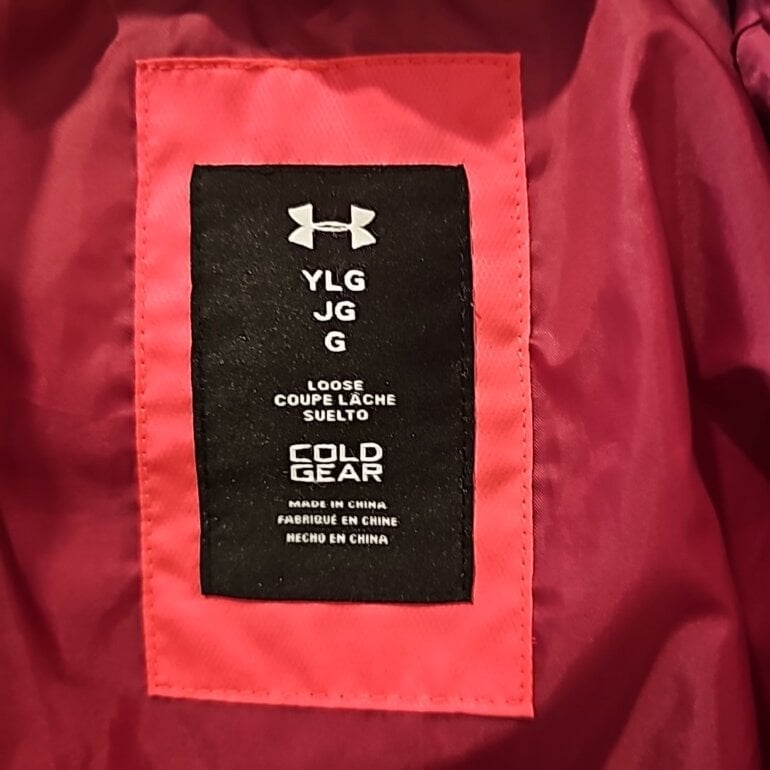 YLG
JG
G
LOOSE
COUPE LÂCHE
SUELTO
COLD
GEAR
MADE IN CHINA
FABRIQUÉ EN CHINE
HECHO EN CHINA